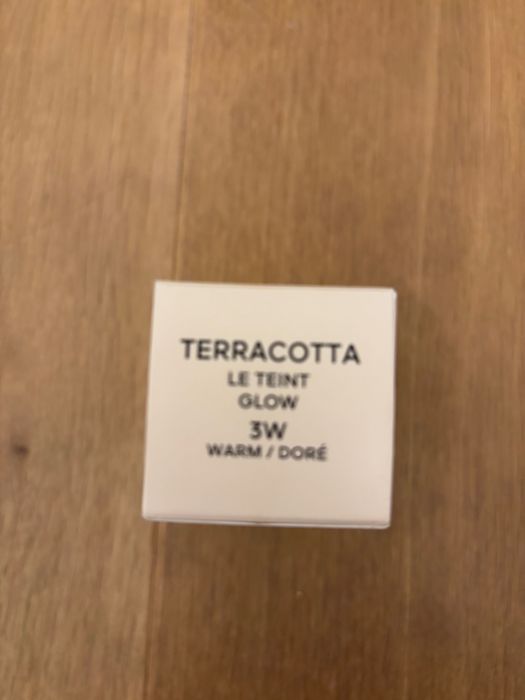 TERRACOTTA
LE TEINT
GLOW
3W
WARM / DORÉ